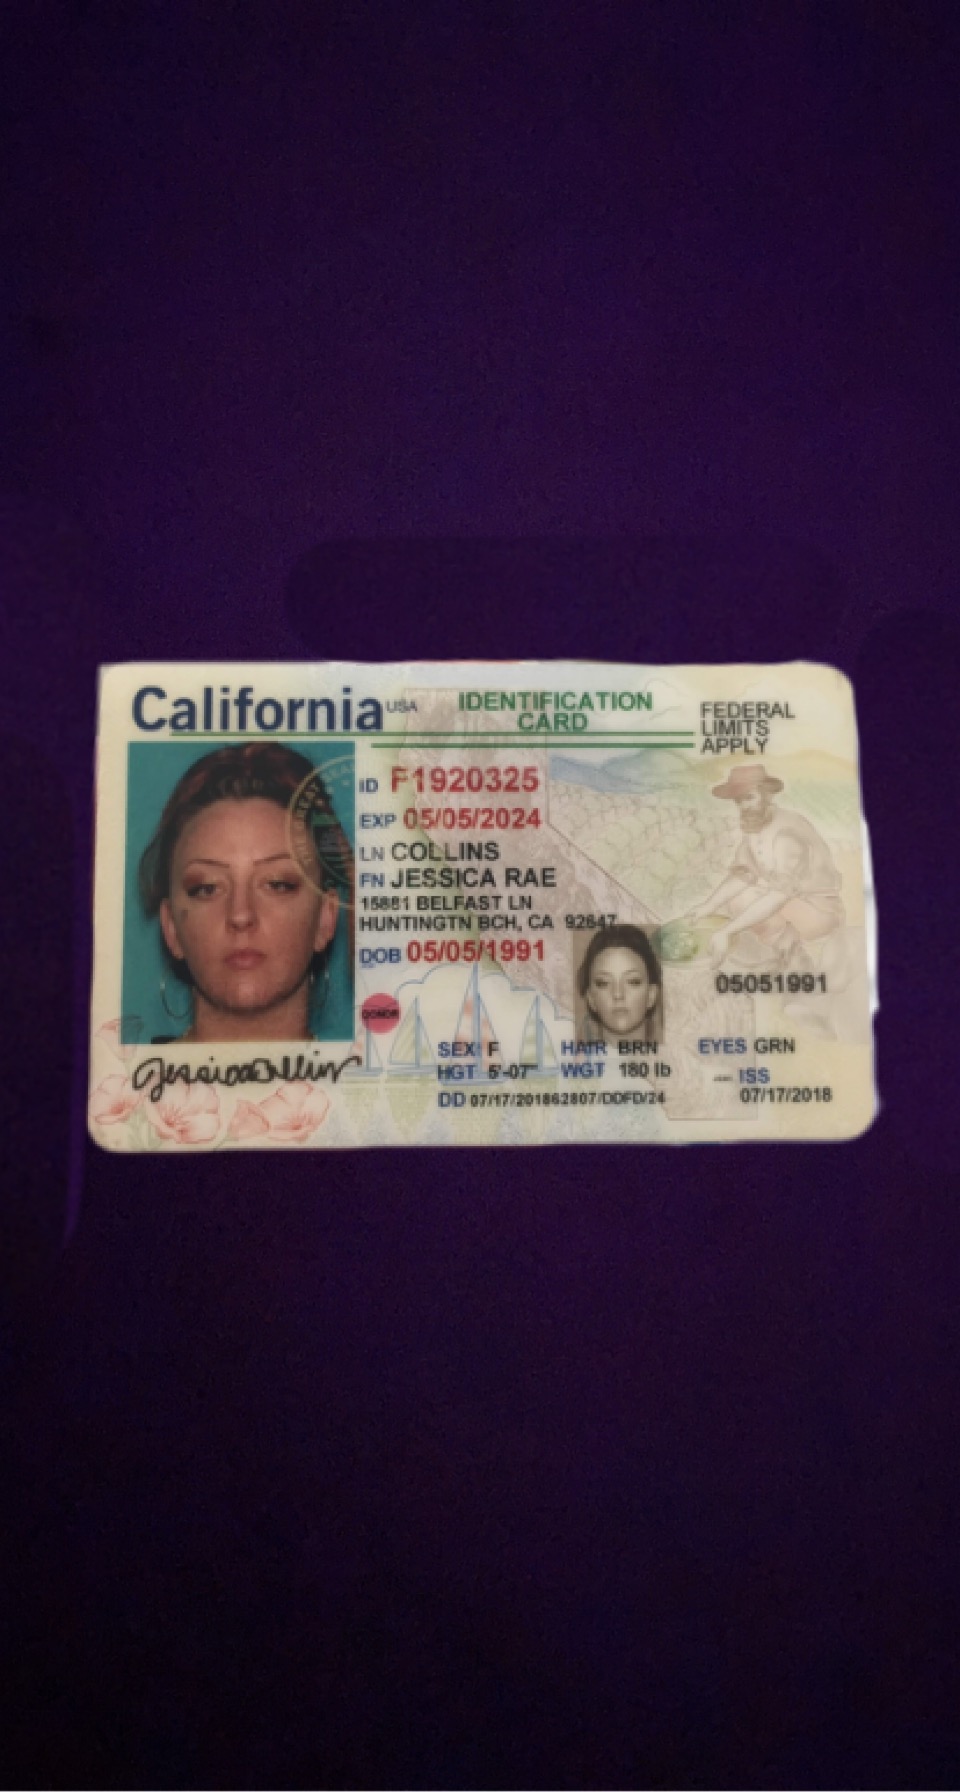 California USA IDENTIFICATION CARD
FEDERAL LIMITS APPLY
ID F1920325
EXP 05/05/2024
LN COLLINS
FN JESSICA RAE
15881 BELFAST LN
HUNTINGTN BCH, CA 92647
DOB 05/05/1991
05051991
DONOR
SEX F HAIR BRN EYES GRN
HGT 5'-07" WGT 180 lb ISS
DD 07/17/201862807/DDFD/24 07/17/2018
Jessica Collins